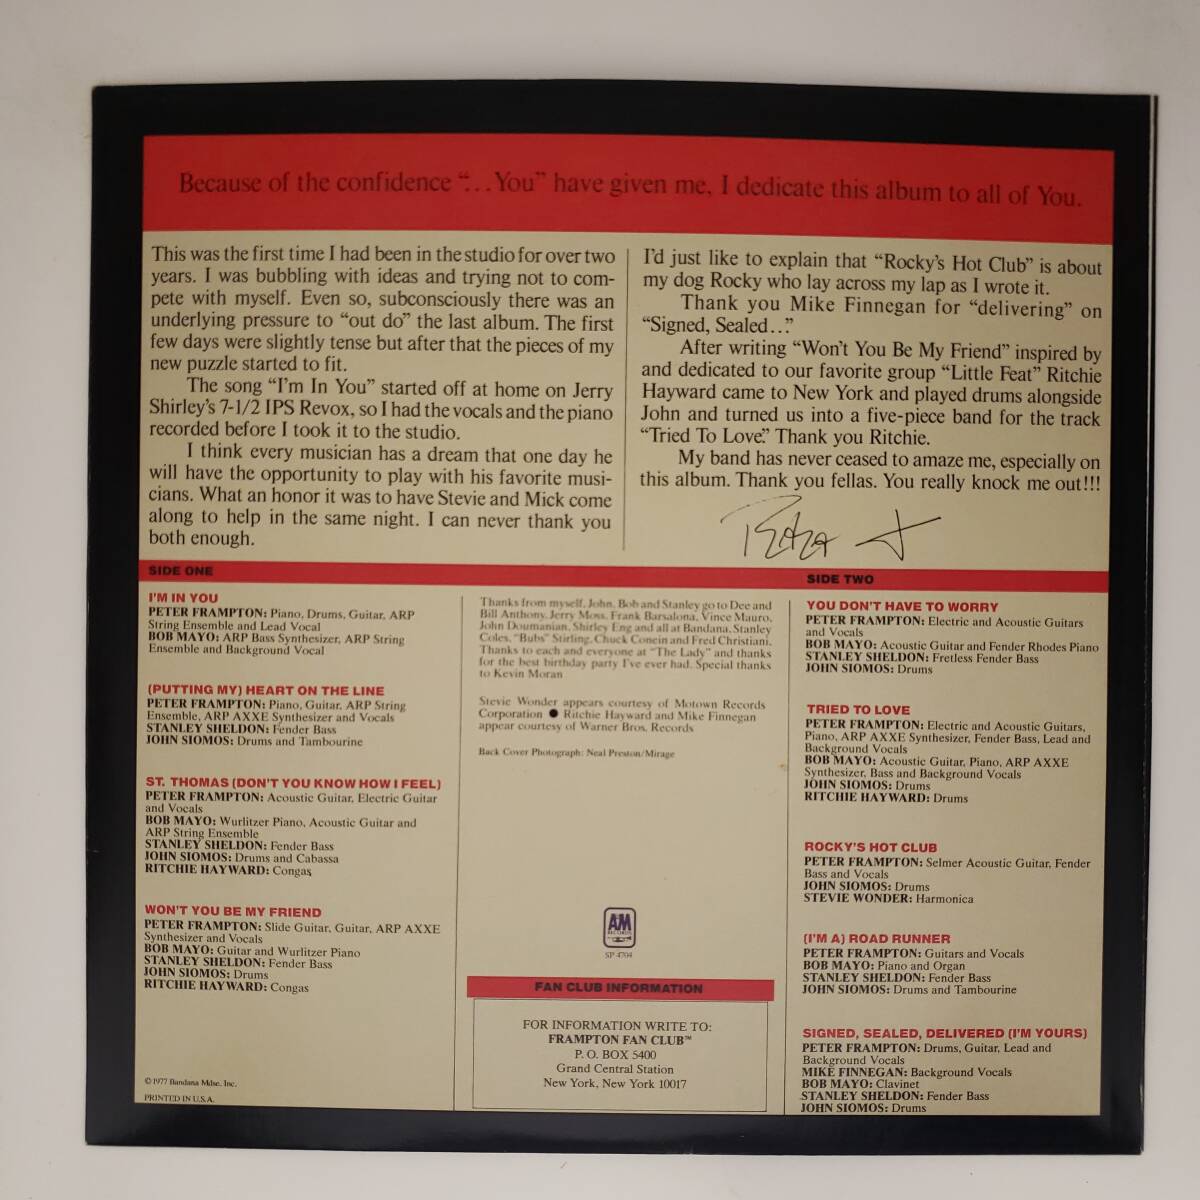 Because of the confidence “...You” have given me, I dedicate this album to all of You.
This was the first time I had been in the studio for over two
years. I was bubbling with ideas and trying not to com-
pete with myself. Even so, subconsciously there was an
underlying pressure to “out do” the last album. The first
few days were slightly tense but after that the pieces of my
new puzzle started to fit.
The song “I'm In You” started off at home on Jerry
Shirley's 7-1/2 IPS Revox, so I had the vocals and the piano
recorded before I took it to the studio.
I think every musician has a dream that one day he
will have the opportunity to play with his favorite musi-
cians. What an honor it was to have Stevie and Mick come
along to help in the same night. I can never thank you
both enough.
I'd just like to explain that “Rocky's Hot Club” is about
my dog Rocky who lay across my lap as I wrote it.
Thank you Mike Finnegan for “delivering” on
“Signed, Sealed...”
After writing “Won't You Be My Friend” inspired by
and dedicated to our favorite group “Little Feat” Ritchie
Hayward came to New York and played drums alongside
John and turned us into a five-piece band for the track
“Tried To Love.” Thank you Ritchie.
My band has never ceased to amaze me, especially on
this album. Thank you fellas. You really knock me out!!!
SIDE ONE
I'M IN YOU
PETER FRAMPTON: Piano, Drums, Guitar, ARP
String Ensemble and Lead Vocal
BOB MAYO: ARP Bass Synthesizer, ARP String
Ensemble and Background Vocal
(PUTTING MY) HEART ON THE LINE
PETER FRAMPTON: Piano, Guitar, ARP String
Ensemble, ARP AXXE Synthesizer and Vocals
STANLEY SHELDON: Fender Bass
JOHN SIOMOS: Drums and Tambourine
ST. THOMAS (DON'T YOU KNOW HOW I FEEL)
PETER FRAMPTON: Acoustic Guitar, Electric Guitar
and Vocals
BOB MAYO: Wurlitzer Piano, Acoustic Guitar and
ARP String Ensemble
STANLEY SHELDON: Fender Bass
JOHN SIOMOS: Drums and Cabassa
RITCHIE HAYWARD: Congas
WON'T YOU BE MY FRIEND
PETER FRAMPTON: Slide Guitar, Guitar, ARP AXXE
Synthesizer and Vocals
BOB MAYO: Guitar and Wurlitzer Piano
STANLEY SHELDON: Fender Bass
JOHN SIOMOS: Drums
RITCHIE HAYWARD: Congas
© 1977 Bandana Mdse. Inc.
PRINTED IN U.S.A.
Thanks from myself, John, Bob and Stanley go to Dee and
Bill Anthony, Jerry Moss, Frank Barsalona, Vince Mauro,
John Doumanian, Shirley Eng and all at Bandana, Stanley
Coles, “Bubs” Stirling, Chuck Conein and Fred Christiani.
Thanks to each and everyone at “The Lady” and thanks
for the best birthday party I've ever had. Special thanks
to Kevin Moran
Stevie Wonder appears courtesy of Motown Records
Corporation ● Ritchie Hayward and Mike Finnegan
appear courtesy of Warner Bros. Records
Back Cover Photograph: Neal Preston/Mirage
A&M
RECORDS
SP 4704
FAN CLUB INFORMATION
FOR INFORMATION WRITE TO:
FRAMPTON FAN CLUB™
P. O. BOX 5400
Grand Central Station
New York, New York 10017
SIDE TWO
YOU DON'T HAVE TO WORRY
PETER FRAMPTON: Electric and Acoustic Guitars
and Vocals
BOB MAYO: Acoustic Guitar and Fender Rhodes Piano
STANLEY SHELDON: Fretless Fender Bass
JOHN SIOMOS: Drums
TRIED TO LOVE
PETER FRAMPTON: Electric and Acoustic Guitars,
Piano, ARP AXXE Synthesizer, Fender Bass, Lead and
Background Vocals
BOB MAYO: Acoustic Guitar, Piano, ARP AXXE
Synthesizer, Bass and Background Vocals
JOHN SIOMOS: Drums
RITCHIE HAYWARD: Drums
ROCKY'S HOT CLUB
PETER FRAMPTON: Selmer Acoustic Guitar, Fender
Bass and Vocals
JOHN SIOMOS: Drums
STEVIE WONDER: Harmonica
(I'M A) ROAD RUNNER
PETER FRAMPTON: Guitars and Vocals
BOB MAYO: Piano and Organ
STANLEY SHELDON: Fender Bass
JOHN SIOMOS: Drums and Tambourine
SIGNED, SEALED, DELIVERED (I'M YOURS)
PETER FRAMPTON: Drums, Guitar, Lead and
Background Vocals
MIKE FINNEGAN: Background Vocals
BOB MAYO: Clavinet
STANLEY SHELDON: Fender Bass
JOHN SIOMOS: Drums